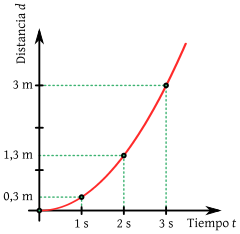 Distancia d
3 m
1,3 m
0,3 m
1 s
2 s
3 s
Tiempo t